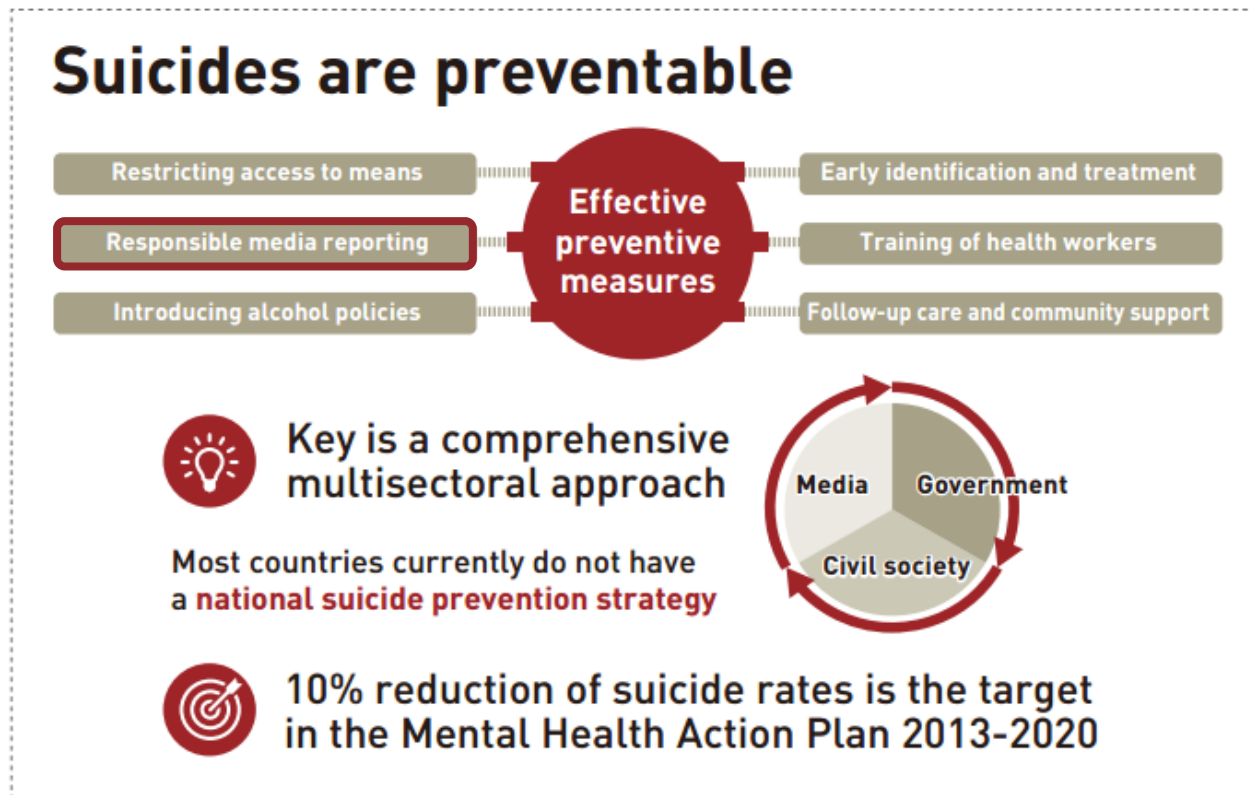 Suicides are preventable
Restricting access to means
Responsible media reporting
Introducing alcohol policies
Effective
preventive
measures
Early identification and treatment
Training of health workers
Follow-up care and community support
Key is a comprehensive
multisectoral approach
Most countries currently do not have
a national suicide prevention strategy
Media
Government
Civil society
10% reduction of suicide rates is the target
in the Mental Health Action Plan 2013-2020